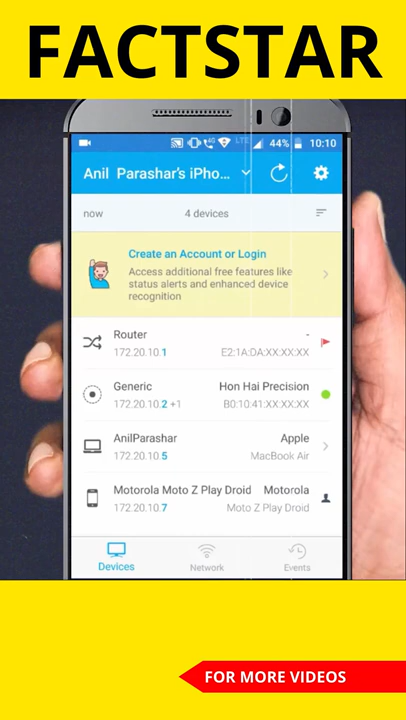 FACTSTAR
LTE 44% 10:10
Anil Parashar's iPho...
now 4 devices
Create an Account or Login
Access additional free features like
status alerts and enhanced device
recognition
Router -
172.20.10.1 E2:1A:DA:XX:XX:XX
Generic Hon Hai Precision
172.20.10.2 +1 B0:10:41:XX:XX:XX
AnilParashar Apple
172.20.10.5 MacBook Air
Motorola Moto Z Play Droid Motorola
172.20.10.7 Moto Z Play Droid
Devices Network Events
FOR MORE VIDEOS